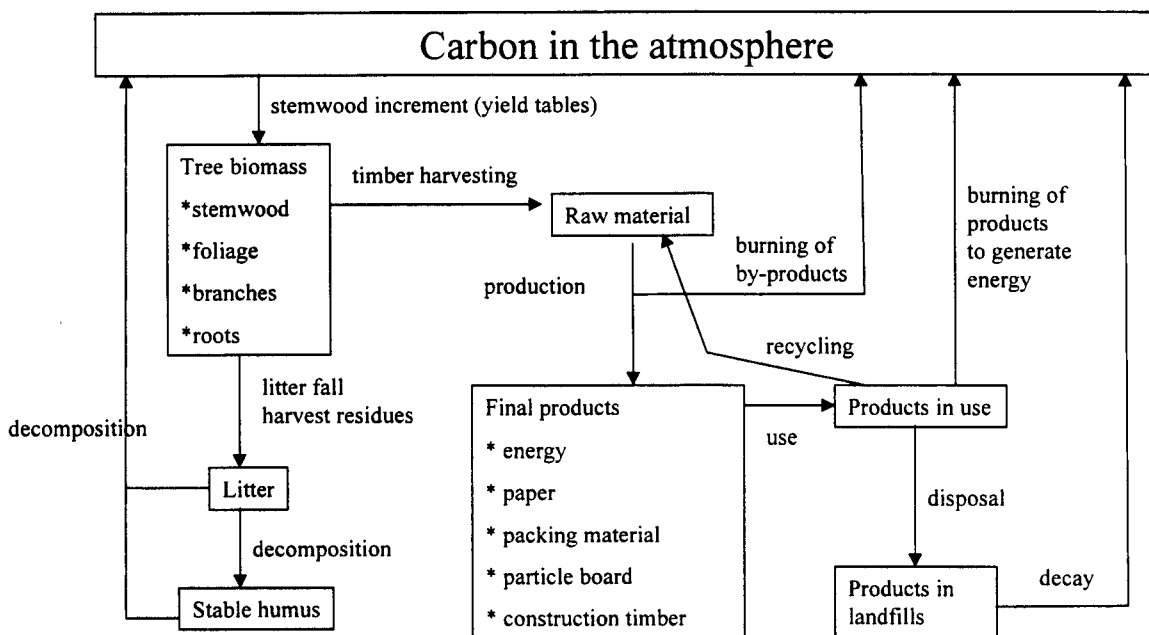 Carbon in the atmosphere
stemwood increment (yield tables)
Tree biomass
*stemwood
*foliage
*branches
*roots
timber harvesting
Raw material
burning of
by-products
burning of
products
to generate
energy
production
recycling
litter fall
harvest residues
decomposition
Final products
* energy
* paper
* packing material
* particle board
* construction timber
use
Products in use
Litter
disposal
decomposition
Stable humus
Products in
landfills
decay